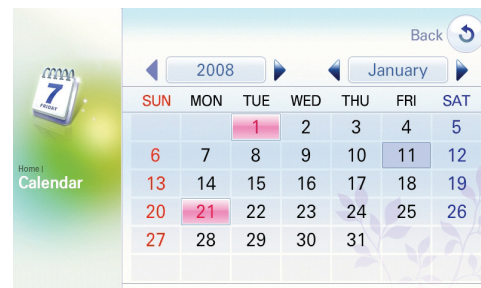 Back
7
FRIDAY
2008 January
SUN MON TUE WED THU FRI SAT
1 2 3 4 5
6 7 8 9 10 11 12
Home |
Calendar
13 14 15 16 17 18 19
20 21 22 23 24 25 26
27 28 29 30 31